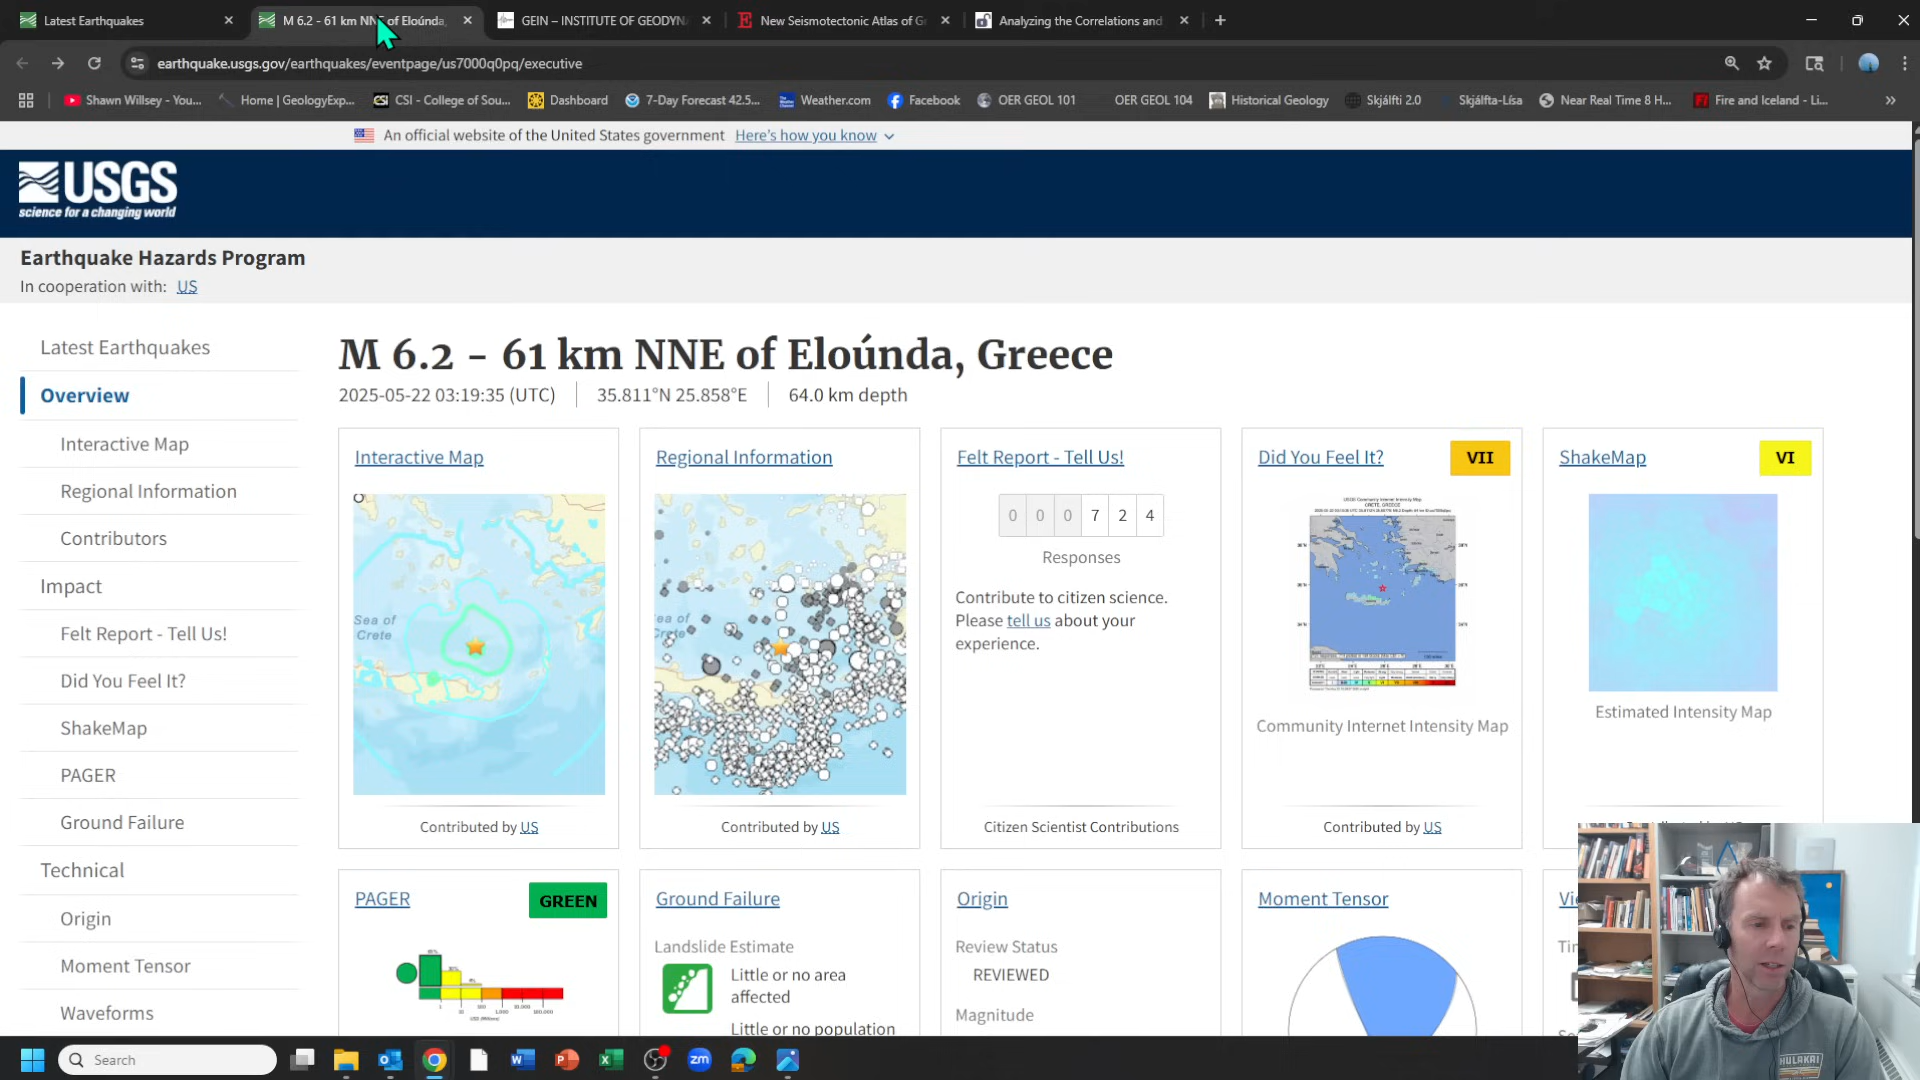 Latest Earthquakes
M 6.2 - 61 km NNE of Eloúnda,
GEIN – INSTITUTE OF GEODYNA
New Seismotectonic Atlas of Gr
Analyzing the Correlations and
earthquake.usgs.gov/earthquakes/eventpage/us7000q0pq/executive
Shawn Willsey - You...
Home | GeologyExp...
CSI - College of Sou...
Dashboard
7-Day Forecast 42.5...
Weather.com
Facebook
OER GEOL 101
OER GEOL 104
Historical Geology
Skjálfti 2.0
Skjálfta-Lísa
Near Real Time 8 H...
Fire and Iceland - Li...
An official website of the United States government Here's how you know
USGS
science for a changing world
Earthquake Hazards Program
In cooperation with: US
Latest Earthquakes
Overview
Interactive Map
Regional Information
Contributors
Impact
Felt Report - Tell Us!
Did You Feel It?
ShakeMap
PAGER
Ground Failure
Technical
Origin
Moment Tensor
Waveforms
M 6.2 - 61 km NNE of Eloúnda, Greece
2025-05-22 03:19:35 (UTC) 35.811°N 25.858°E 64.0 km depth
Interactive Map
Sea of
Crete
Contributed by US
Regional Information
Contributed by US
Felt Report - Tell Us!
0 0 0 7 2 4
Responses
Contribute to citizen science.
Please tell us about your
experience.
Citizen Scientist Contributions
Did You Feel It?
VII
Community Internet Intensity Map
Contributed by US
ShakeMap
VI
Estimated Intensity Map
PAGER
GREEN
Ground Failure
Landslide Estimate
Little or no area
affected
Little or no population
Origin
Review Status
REVIEWED
Magnitude
Moment Tensor
Search
HULAKAI